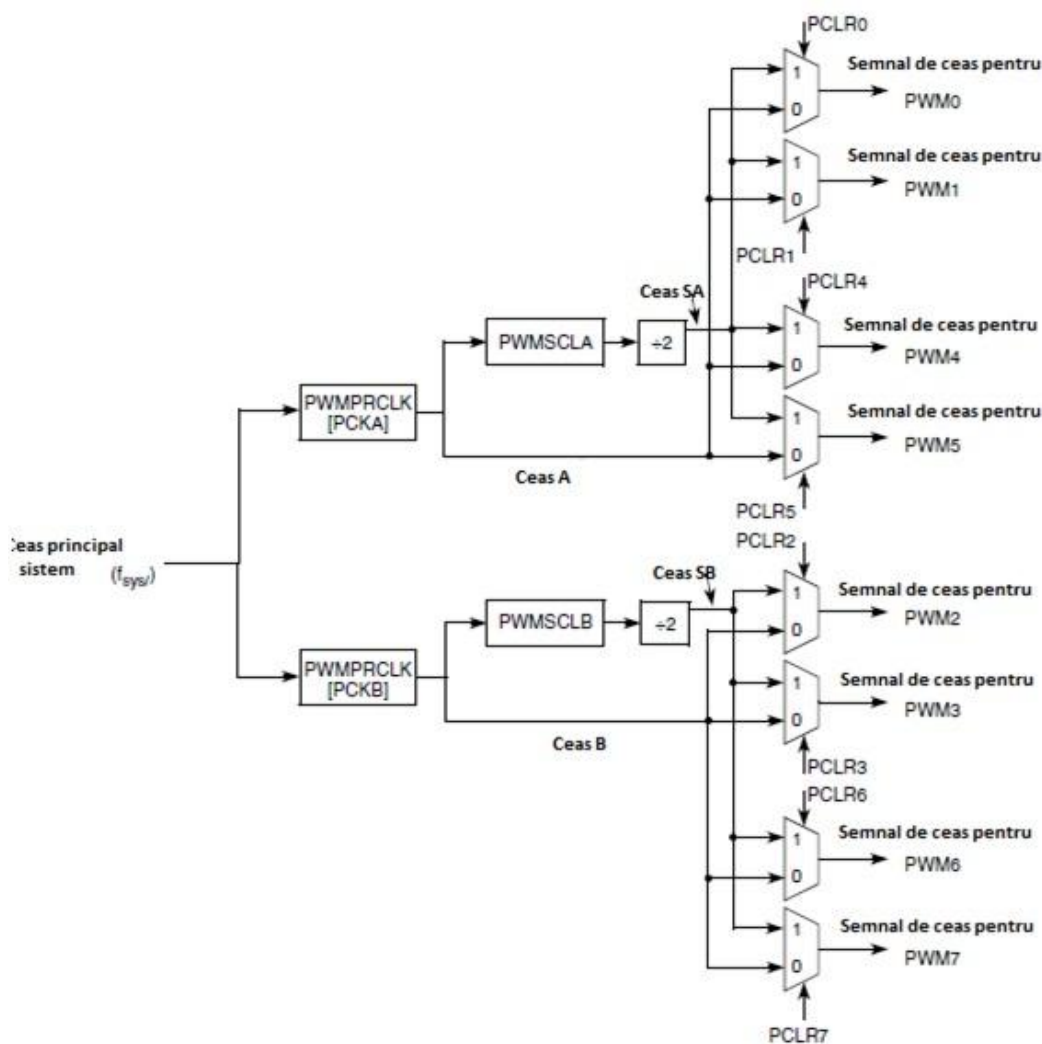 PCLR0
Semnal de ceas pentru
1
PWM0
0
Semnal de ceas pentru
1
PWM1
0
PCLR1
PCLR4
Ceas SA
Semnal de ceas pentru
1
PWMSCLA
÷2
PWM4
0
PWMPRCLK
[PCKA]
Semnal de ceas pentru
1
PWM5
0
Ceas A
PCLR5
Ceas principal
sistem (fsys/)
PCLR2
Ceas SB
Semnal de ceas pentru
1
PWMSCLB
÷2
PWM2
0
PWMPRCLK
[PCKB]
Semnal de ceas pentru
1
PWM3
0
Ceas B
PCLR3
PCLR6
Semnal de ceas pentru
1
PWM6
0
Semnal de ceas pentru
1
PWM7
0
PCLR7